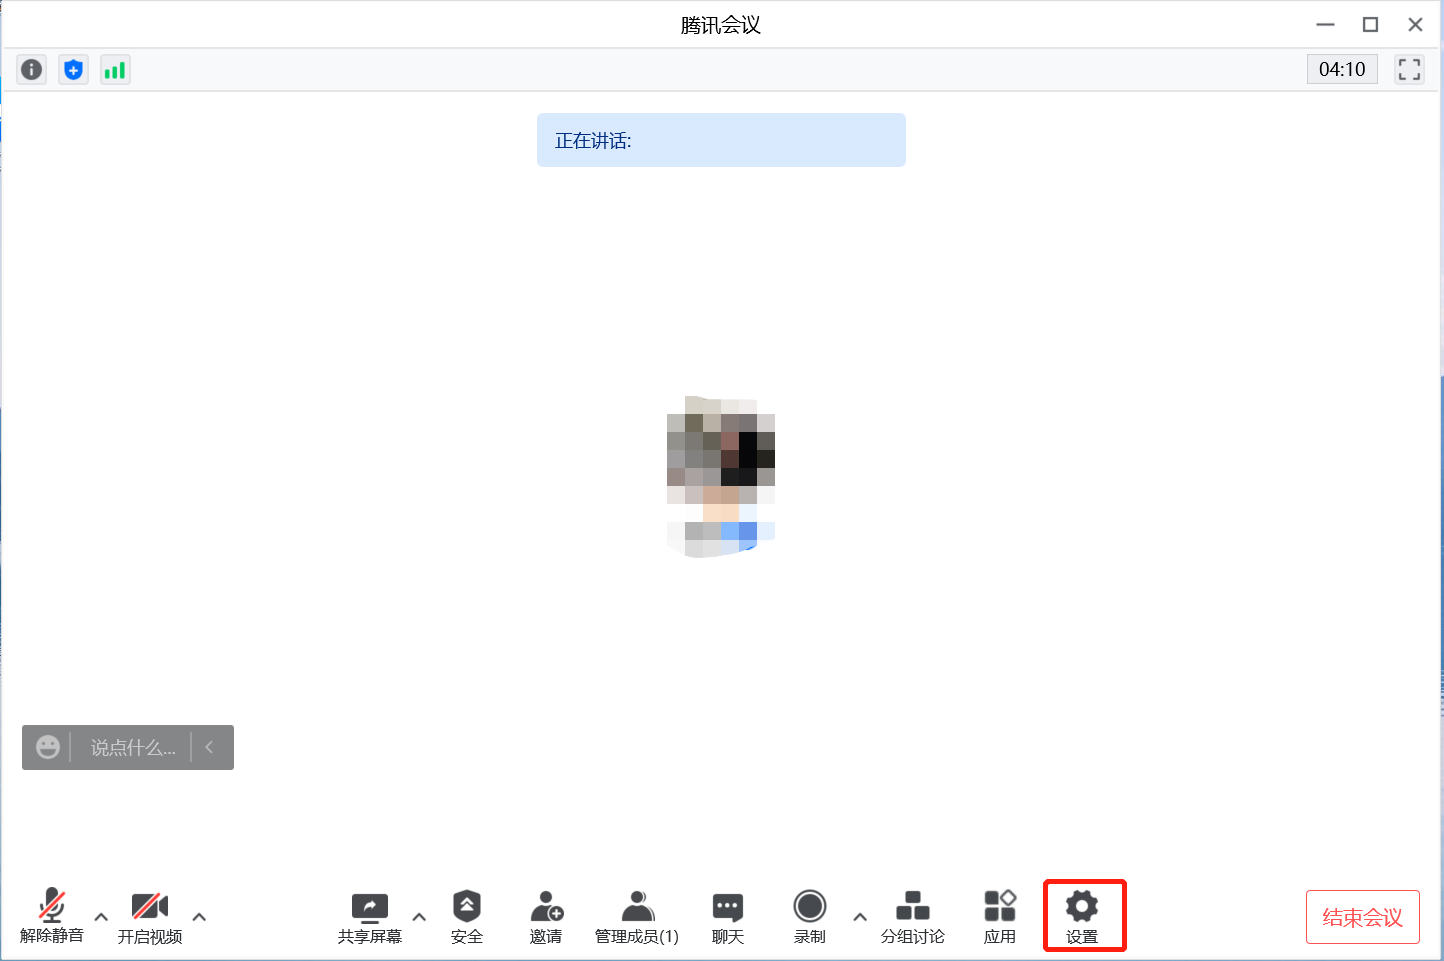 腾讯会议
04:10
正在讲话:
说点什么...
解除静音
开启视频
共享屏幕
安全
邀请
管理成员(1)
聊天
录制
分组讨论
应用
设置
结束会议